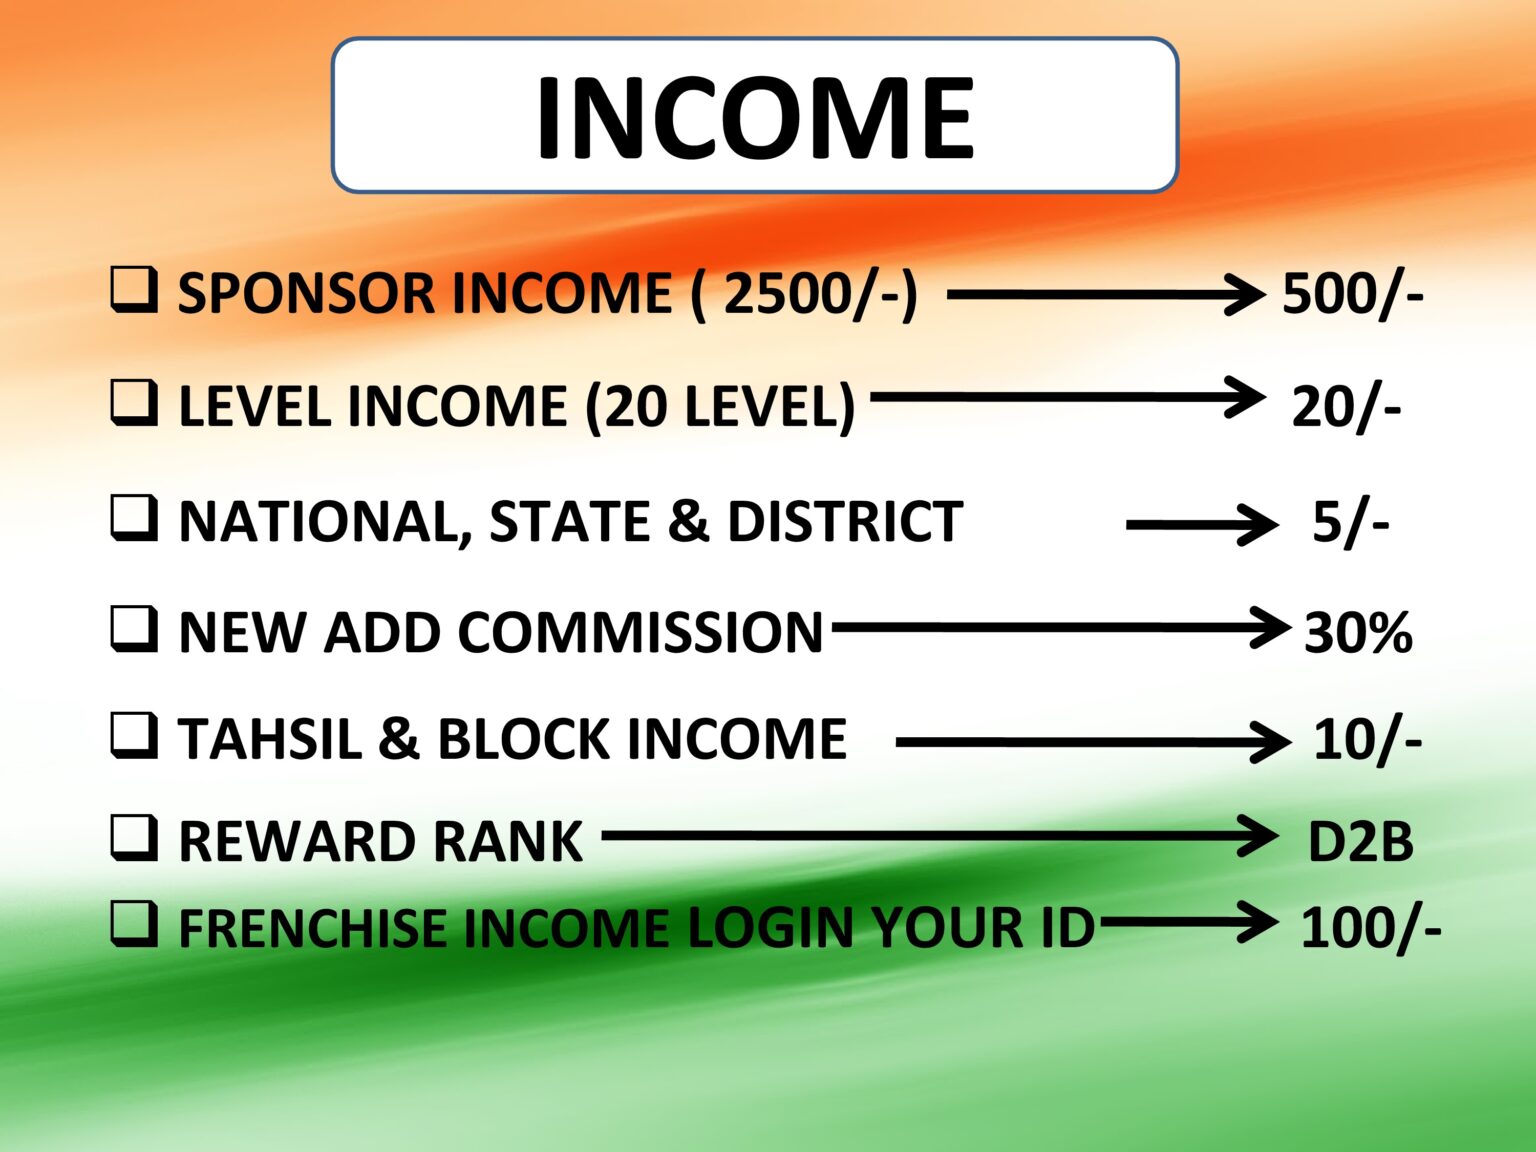 INCOME
SPONSOR INCOME ( 2500/-) 500/-
LEVEL INCOME (20 LEVEL) 20/-
NATIONAL, STATE & DISTRICT 5/-
NEW ADD COMMISSION 30%
TAHSIL & BLOCK INCOME 10/-
REWARD RANK D2B
FRENCHISE INCOME LOGIN YOUR ID 100/-